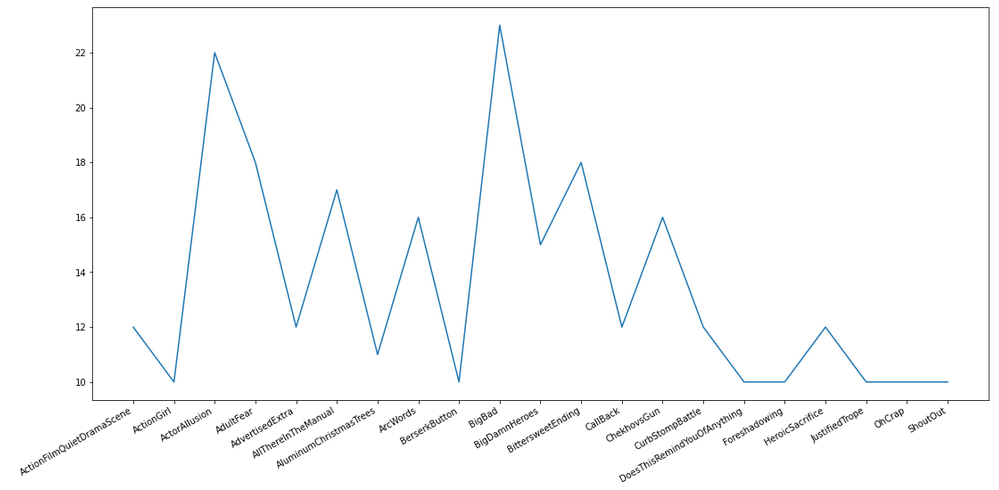 22
20
18
16
14
12
10
ActionFilmQuietDramaScene
ActionGirl
ActorAllusion
AdultFear
AdvertisedExtra
AllThereInTheManual
AluminumChristmasTrees
ArcWords
BerserkButton
BigBad
BigDamnHeroes
BittersweetEnding
CallBack
ChekhovsGun
CurbStompBattle
DoesThisRemindYouOfAnything
Foreshadowing
HeroicSacrifice
JustifiedTrope
OhCrap
ShoutOut